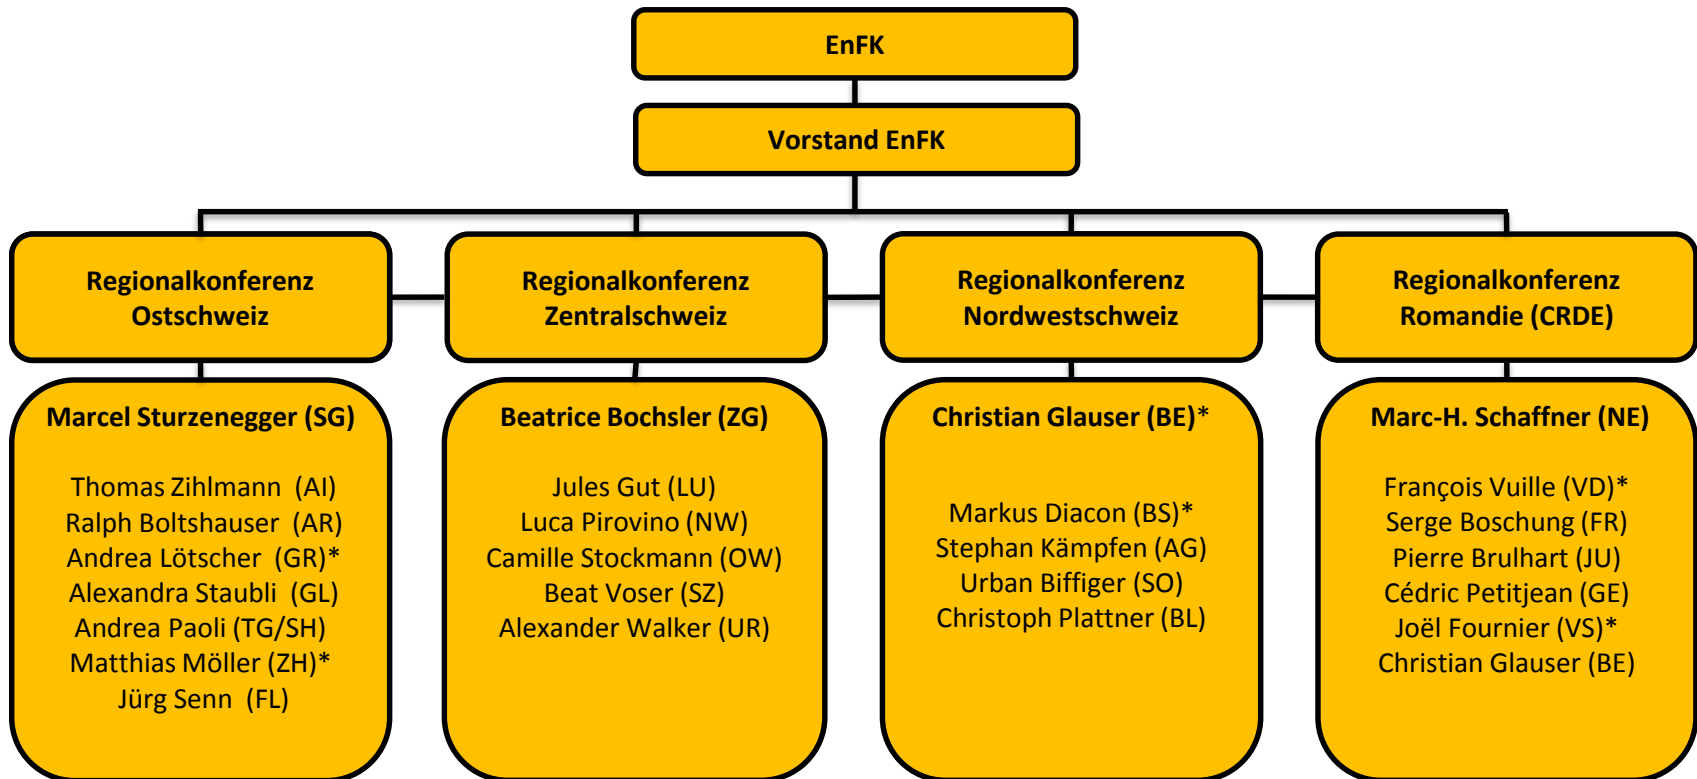 EnFK
Vorstand EnFK
Regionalkonferenz
Ostschweiz
Regionalkonferenz
Zentralschweiz
Regionalkonferenz
Nordwestschweiz
Regionalkonferenz
Romandie (CRDE)
Marcel Sturzenegger (SG)
Thomas Zihlmann (AI)
Ralph Boltshauser (AR)
Andrea Lötscher (GR)*
Alexandra Staubli (GL)
Andrea Paoli (TG/SH)
Matthias Möller (ZH)*
Jürg Senn (FL)
Beatrice Bochsler (ZG)
Jules Gut (LU)
Luca Pirovino (NW)
Camille Stockmann (OW)
Beat Voser (SZ)
Alexander Walker (UR)
Christian Glauser (BE)*
Markus Diacon (BS)*
Stephan Kämpfen (AG)
Urban Biffiger (SO)
Christoph Plattner (BL)
Marc-H. Schaffner (NE)
François Vuille (VD)*
Serge Boschung (FR)
Pierre Brulhart (JU)
Cédric Petitjean (GE)
Joël Fournier (VS)*
Christian Glauser (BE)